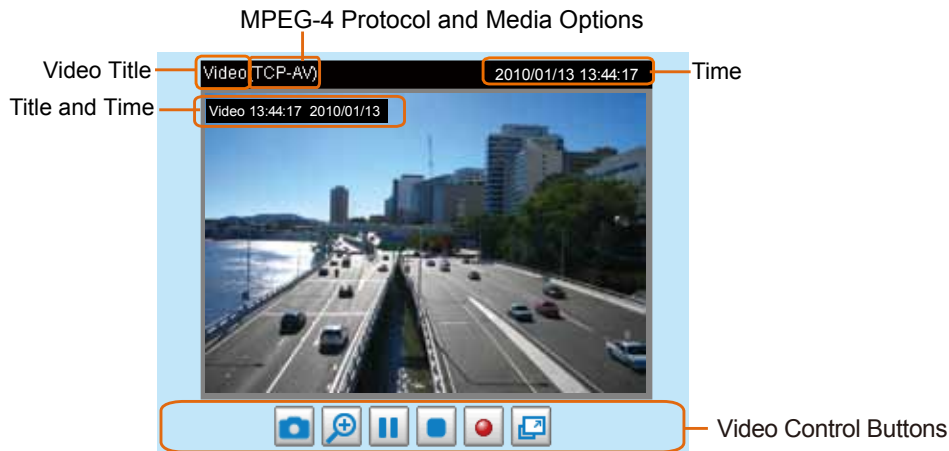 MPEG-4 Protocol and Media Options
Video Title
Video (TCP-AV)
2010/01/13 13:44:17
Time
Title and Time
Video 13:44:17 2010/01/13
Video Control Buttons